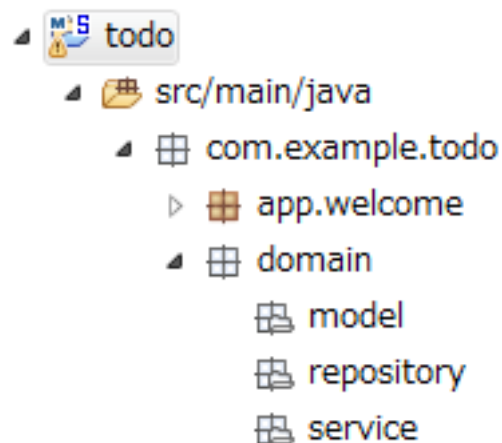 todo
src/main/java
com.example.todo
app.welcome
domain
model
repository
service